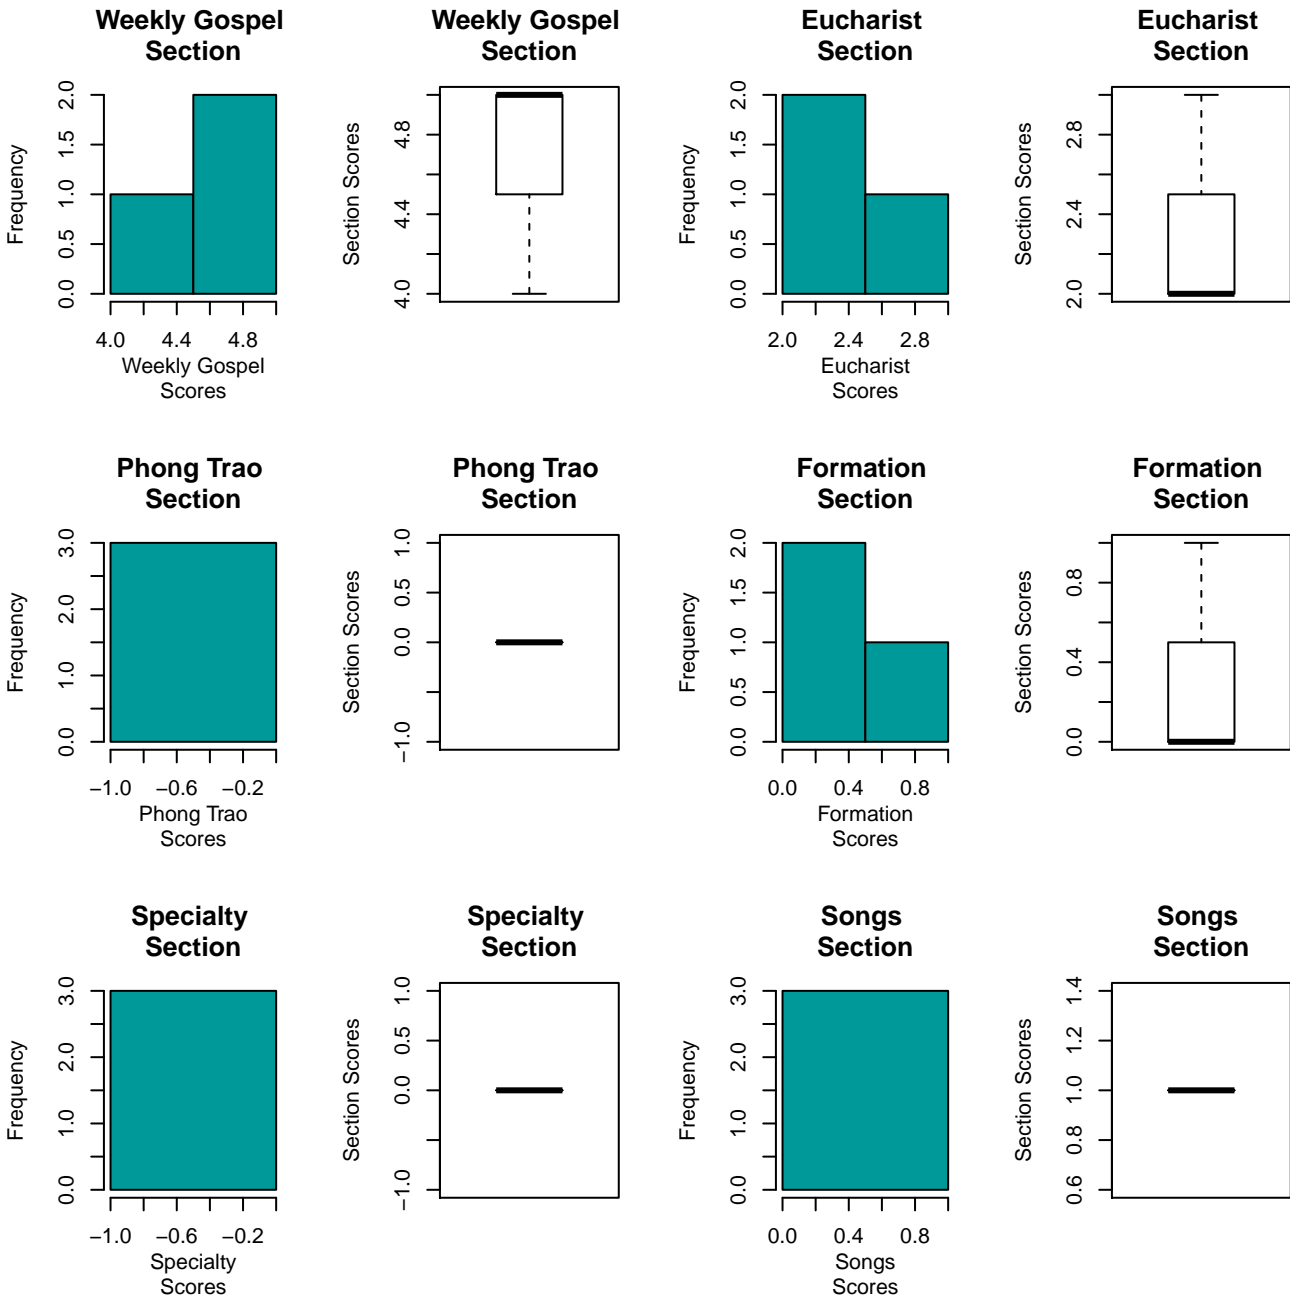 Weekly Gospel
Section
Frequency
0.0 0.5 1.0 1.5 2.0
4.0 4.4 4.8
Weekly Gospel
Scores
Weekly Gospel
Section
Section Scores
4.0 4.4 4.8
Eucharist
Section
Frequency
0.0 0.5 1.0 1.5 2.0
2.0 2.4 2.8
Eucharist
Scores
Eucharist
Section
Section Scores
2.0 2.4 2.8
Phong Trao
Section
Frequency
0.0 1.0 2.0 3.0
−1.0 −0.6 −0.2
Phong Trao
Scores
Phong Trao
Section
Section Scores
−1.0 0.0 0.5 1.0
Formation
Section
Frequency
0.0 0.5 1.0 1.5 2.0
0.0 0.4 0.8
Formation
Scores
Formation
Section
Section Scores
0.0 0.4 0.8
Specialty
Section
Frequency
0.0 1.0 2.0 3.0
−1.0 −0.6 −0.2
Specialty
Scores
Specialty
Section
Section Scores
−1.0 0.0 0.5 1.0
Songs
Section
Frequency
0.0 1.0 2.0 3.0
0.0 0.4 0.8
Songs
Scores
Songs
Section
Section Scores
0.6 0.8 1.0 1.2 1.4